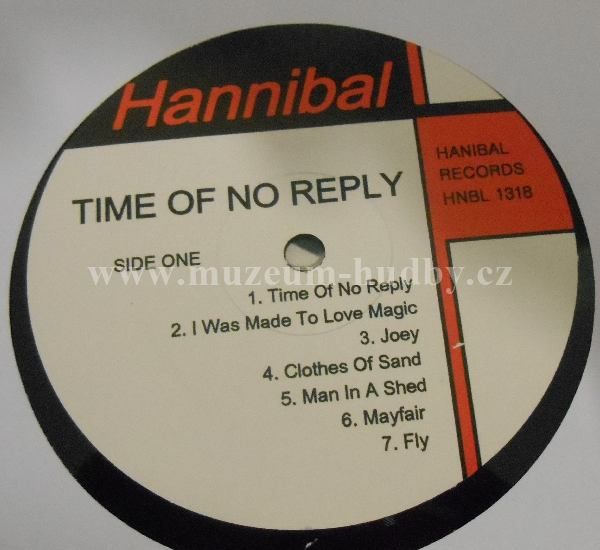 Hannibal
HANIBAL
RECORDS
HNBL 1318
TIME OF NO REPLY
SIDE ONE
www.muzeum-hudby.cz
1. Time Of No Reply
2. I Was Made To Love Magic
3. Joey
4. Clothes Of Sand
5. Man In A Shed
6. Mayfair
7. Fly